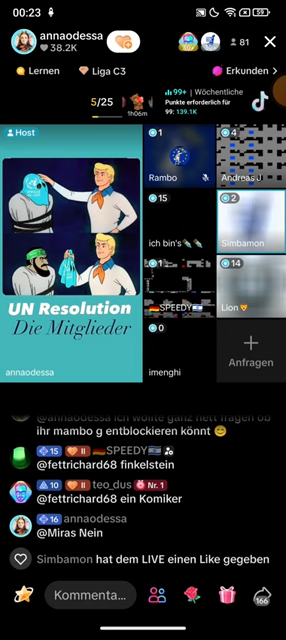 00:23
59
annaodessa
38.2K
81
Lernen
Liga C3
Erkunden
5/25
1h06m
99+ | Wöchentliche
Punkte erforderlich für
99: 139.1K
Host
1
Rambo
4
Andreas J
15
ich bin's
2
Simbamon
1
SPEEDY
14
Lion
0
imenghi
Anfragen
UN Resolution
Die Mitglieder
annaodessa
@annaodessa ich wollte ganz nett fragen ob
ihr mambo g entblockieren könnt
15 II SPEEDY
@fettrichard68 finkelstein
10 II teo_dus Nr. 1
@fettrichard68 ein Komiker
16 annaodessa
@Miras Nein
Simbamon hat dem LIVE einen Like gegeben
Kommenta...
166